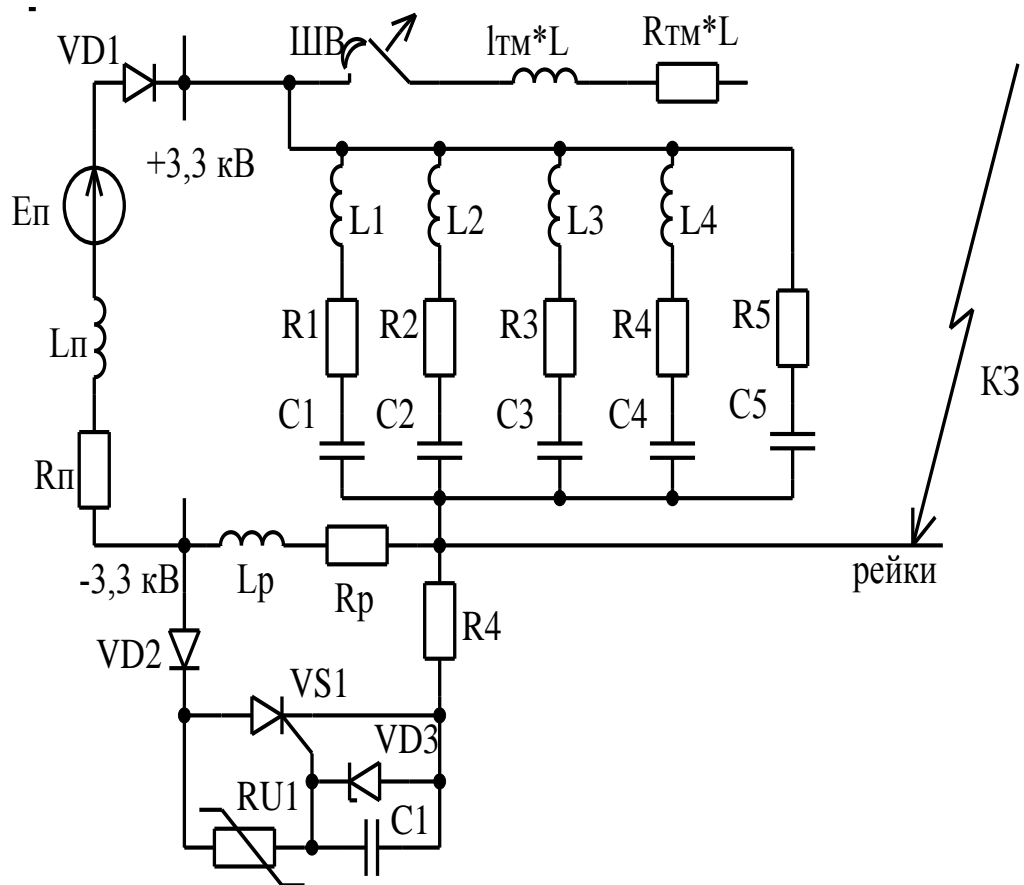 ШВ
lтм*L
Rтм*L
VD1
+3,3 кВ
Eп
L1
L2
L3
L4
R1
R2
R3
R4
R5
Lп
C1
C2
C3
C4
C5
КЗ
Rп
-3,3 кВ
Lр
Rр
рейки
R4
VD2
VS1
VD3
RU1
C1